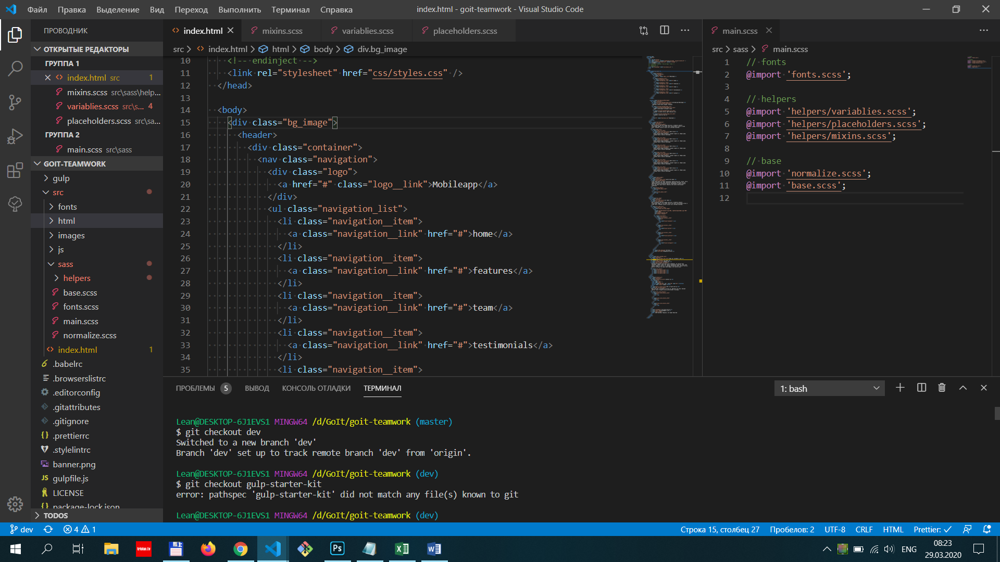 Файл Правка Выделение Вид Переход Выполнить Терминал Справка
index.html - goit-teamwork - Visual Studio Code
ПРОВОДНИК
ОТКРЫТЫЕ РЕДАКТОРЫ
ГРУППА 1
index.html src 1
mixins.scss src\sass\help...
variablies.scss src\s... 4
placeholders.scss src\sa...
ГРУППА 2
main.scss src\sass
GOIT-TEAMWORK
gulp
src
fonts
html
images
js
sass
helpers
base.scss
fonts.scss
main.scss
normalize.scss
index.html 1
.babelrc
.browserslistrc
.editorconfig
.gitattributes
.gitignore
.prettierrc
.stylelintrc
banner.png
gulpfile.js
LICENSE
package-lock.json
TODOS
index.html mixins.scss variablies.scss placeholders.scss
src > index.html > html > body > div.bg_image
10 <!-- endinject -->
11 <link rel="stylesheet" href="css/styles.css" />
12 </head>
13
14 <body>
15 <div class="bg_image">
16 <header>
17 <div class="container">
18 <nav class="navigation">
19 <div class="logo">
20 <a href="#" class="logo__link">Mobileapp</a>
21 </div>
22 <ul class="navigation_list">
23 <li class="navigation__item">
24 <a class="navigation__link" href="#">home</a>
25 </li>
26 <li class="navigation__item">
27 <a class="navigation__link" href="#">features</a>
28 </li>
29 <li class="navigation__item">
30 <a class="navigation__link" href="#">team</a>
31 </li>
32 <li class="navigation__item">
33 <a class="navigation__link" href="#">testimonials</a>
34 </li>
35 <li class="navigation__item">
main.scss
src > sass > main.scss
1 // fonts
2 @import 'fonts.scss';
3
4 // helpers
5 @import 'helpers/variablies.scss';
6 @import 'helpers/placeholders.scss';
7 @import 'helpers/mixins.scss';
8
9 // base
10 @import 'normalize.scss';
11 @import 'base.scss';
12
ПРОБЛЕМЫ 5 ВЫВОД КОНСОЛЬ ОТЛАДКИ ТЕРМИНАЛ
1: bash
Lean@DESKTOP-6J1EVS1 MINGW64 /d/GoIt/goit-teamwork (master)
$ git checkout dev
Switched to a new branch 'dev'
Branch 'dev' set up to track remote branch 'dev' from 'origin'.
Lean@DESKTOP-6J1EVS1 MINGW64 /d/GoIt/goit-teamwork (dev)
$ git checkout gulp-starter-kit
error: pathspec 'gulp-starter-kit' did not match any file(s) known to git
Lean@DESKTOP-6J1EVS1 MINGW64 /d/GoIt/goit-teamwork (dev)
dev 4 1
Строка 15, столбец 27 Пробелов: 2 UTF-8 CRLF HTML Prettier:
Ps
ENG
08:23
29.03.2020